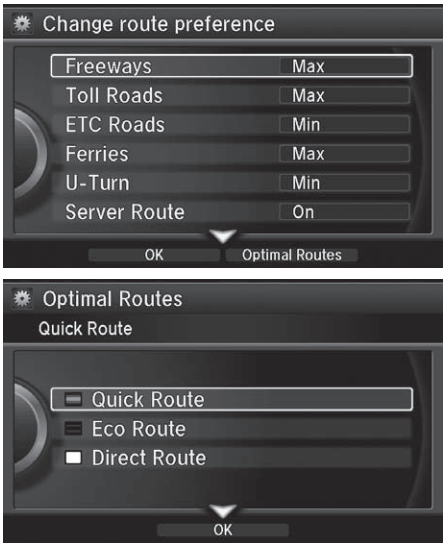 Change route preference
Freeways Max
Toll Roads Max
ETC Roads Min
Ferries Max
U-Turn Min
Server Route On
OK Optimal Routes
Optimal Routes
Quick Route
Quick Route
Eco Route
Direct Route
OK